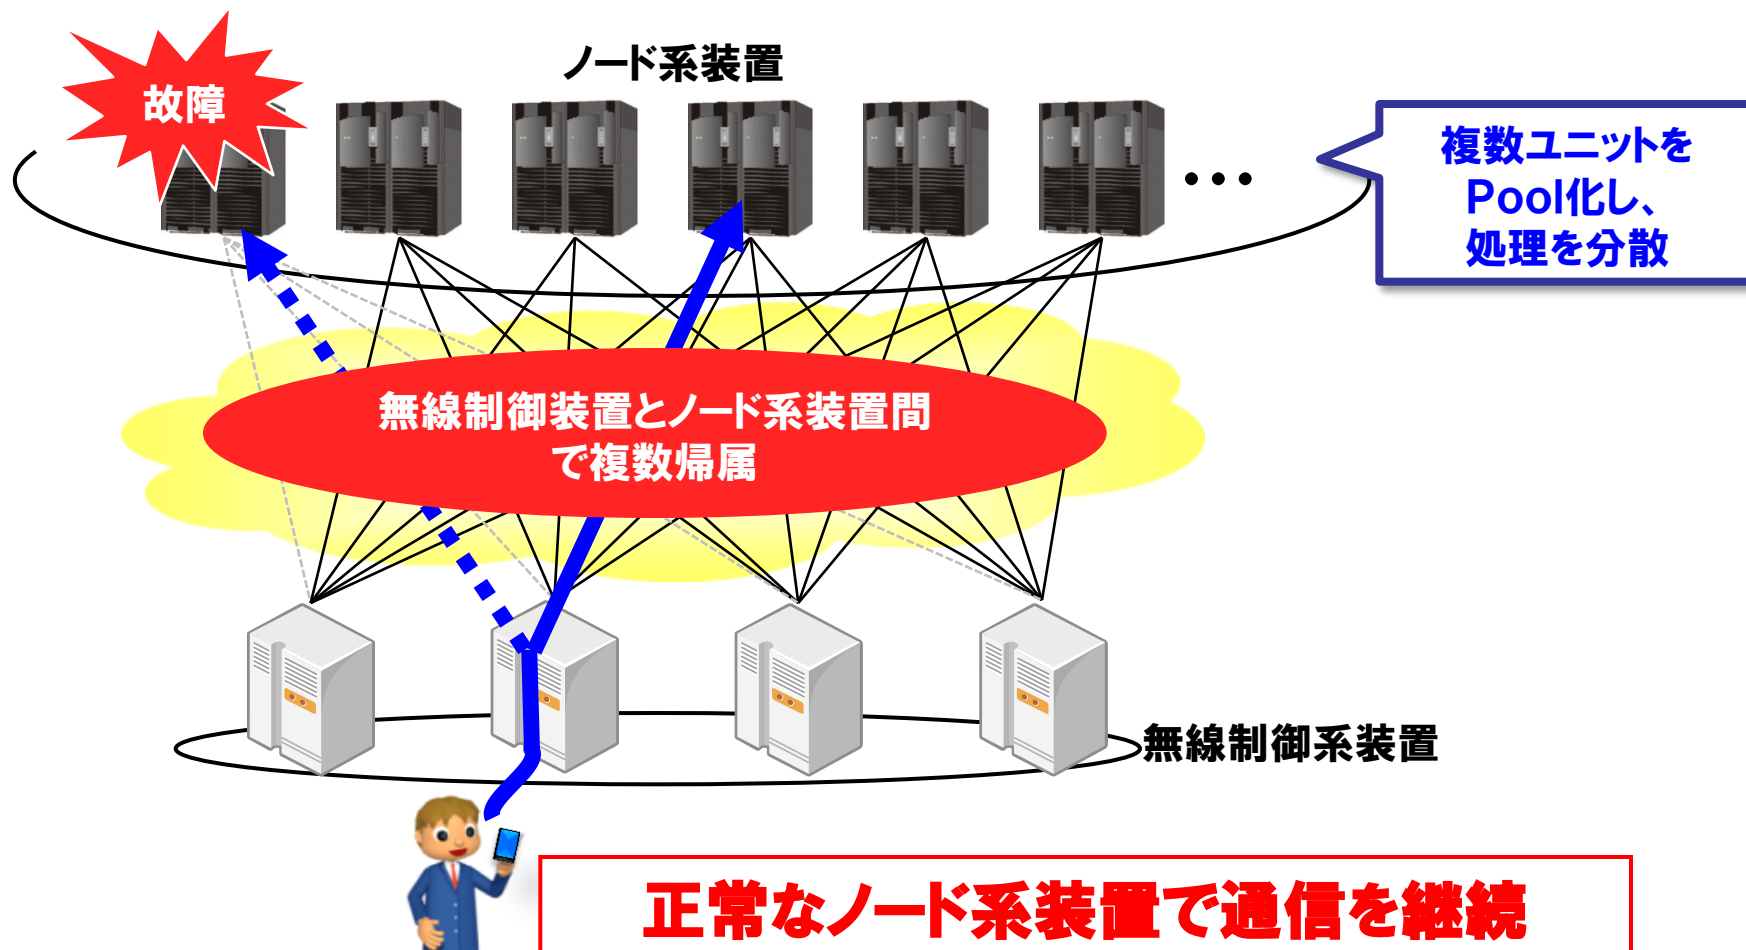 ノード系装置
故障
複数ユニットを
Pool化し、
処理を分散
・・・
無線制御装置とノード系装置間
で複数帰属
無線制御系装置
正常なノード系装置で通信を継続